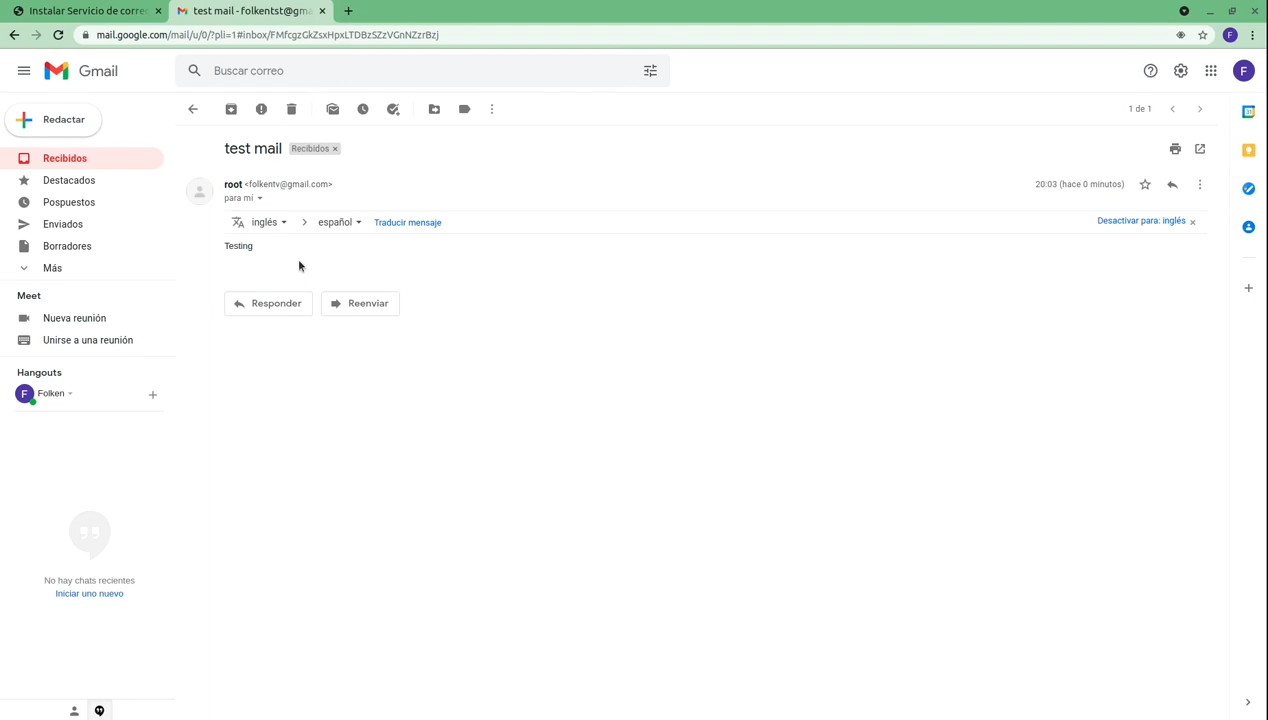 Instalar Servicio de corre
test mail - folkentst@gma
mail.google.com/mail/u/0/?pli=1#inbox/FMfcgzGkZsxHpxLTDBzSZzVGnNZzrBzj
F
Gmail
Buscar correo
F
Redactar
1 de 1
Recibidos
Destacados
Pospuestos
Enviados
Borradores
Más
Meet
Nueva reunión
Unirse a una reunión
Hangouts
F
Folken
No hay chats recientes
Iniciar uno nuevo
test mail Recibidos ×
root <folkentv@gmail.com>
20:03 (hace 0 minutos)
para mí
inglés > español Traducir mensaje
Desactivar para: inglés ×
Testing
Responder
Reenviar
31